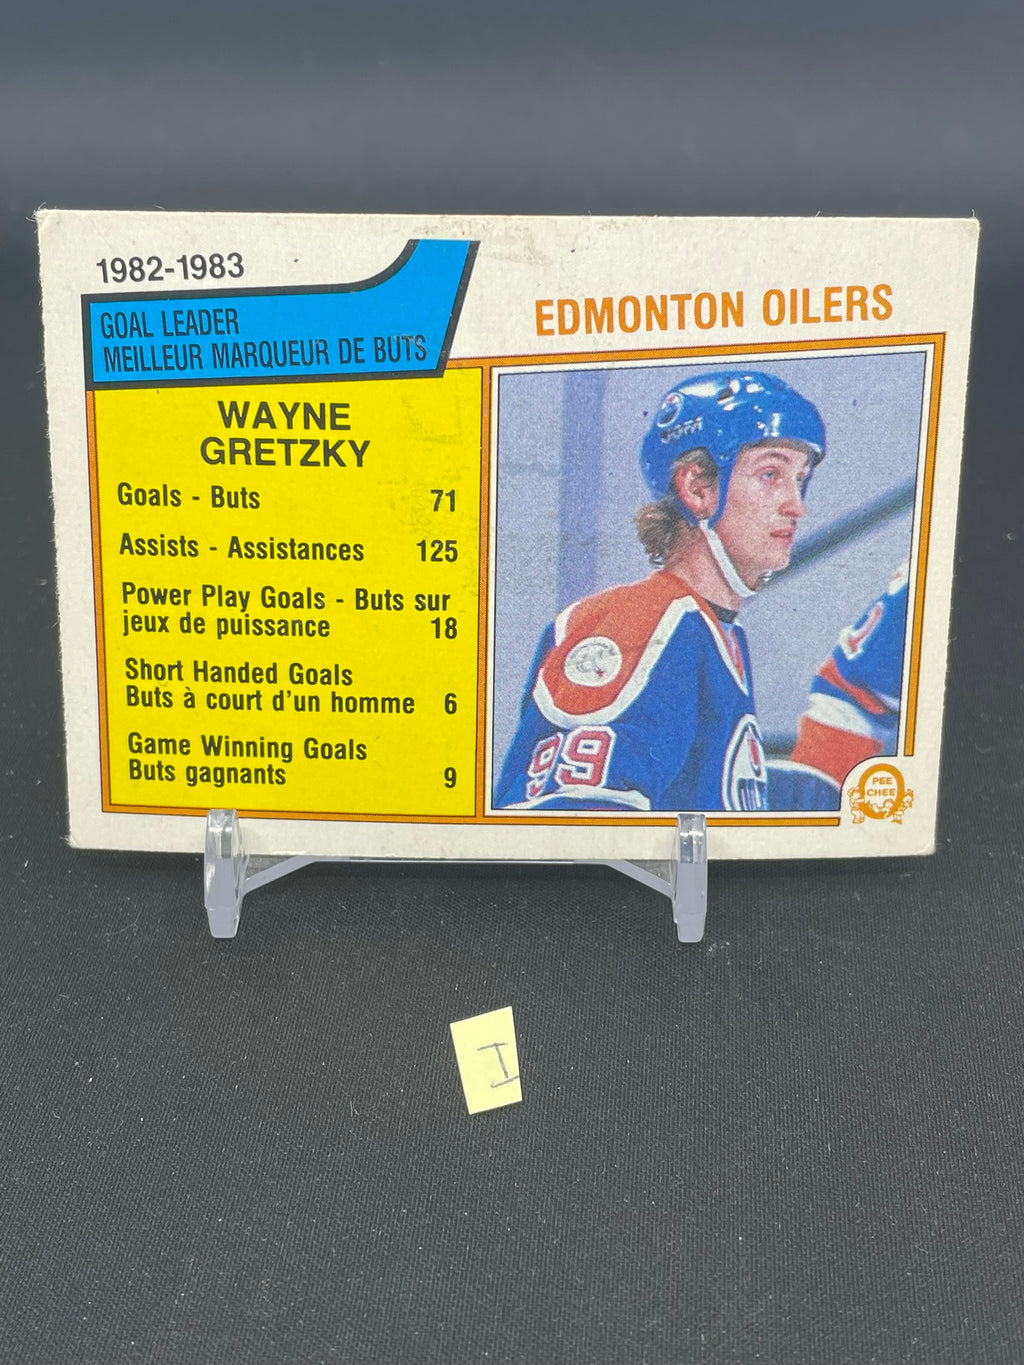 1982-1983
GOAL LEADER
MEILLEUR MARQUEUR DE BUTS
EDMONTON OILERS
WAYNE
GRETZKY
Goals - Buts 71
Assists - Assistances 125
Power Play Goals - Buts sur
jeux de puissance 18
Short Handed Goals
Buts à court d'un homme 6
Game Winning Goals
Buts gagnants 9
99
PEE
CHEE
I